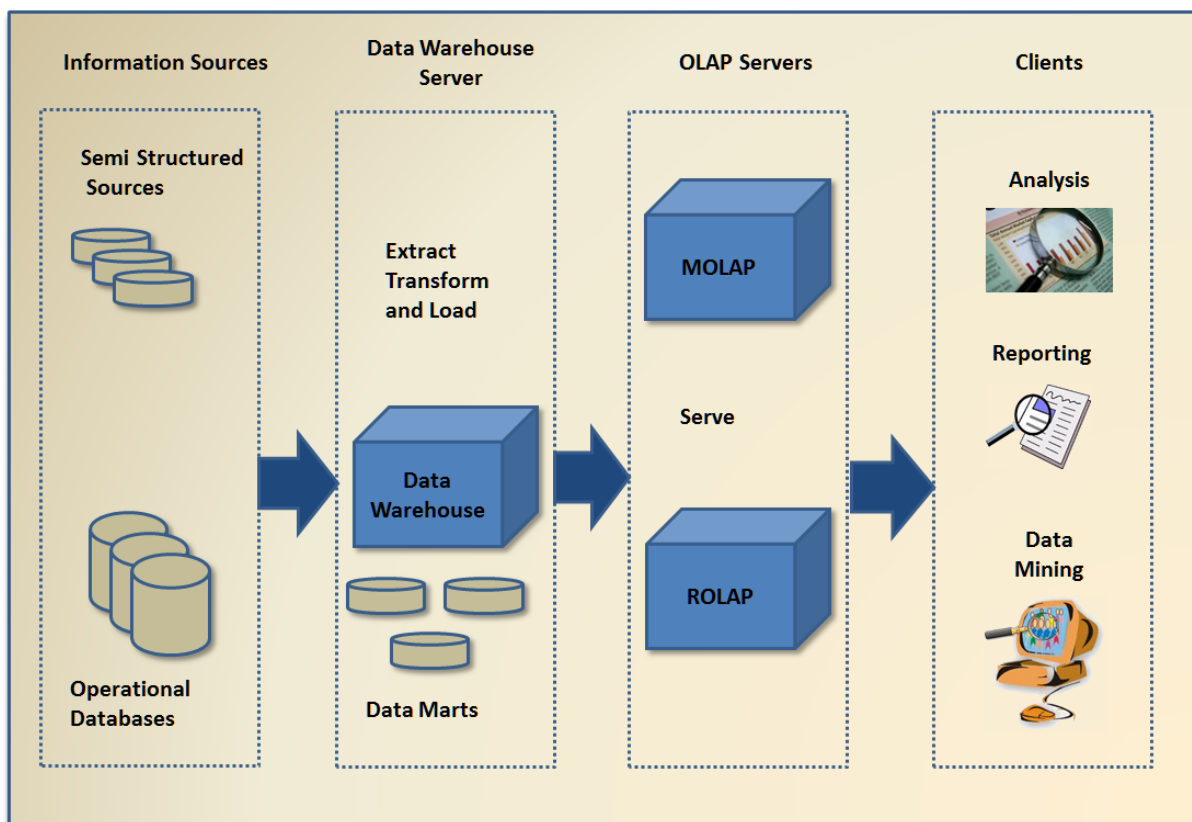 Information Sources
Data Warehouse
Server
OLAP Servers
Clients
Semi Structured
Sources
Operational
Databases
Extract
Transform
and Load
Data
Warehouse
Data Marts
MOLAP
Serve
ROLAP
Analysis
Reporting
Data
Mining